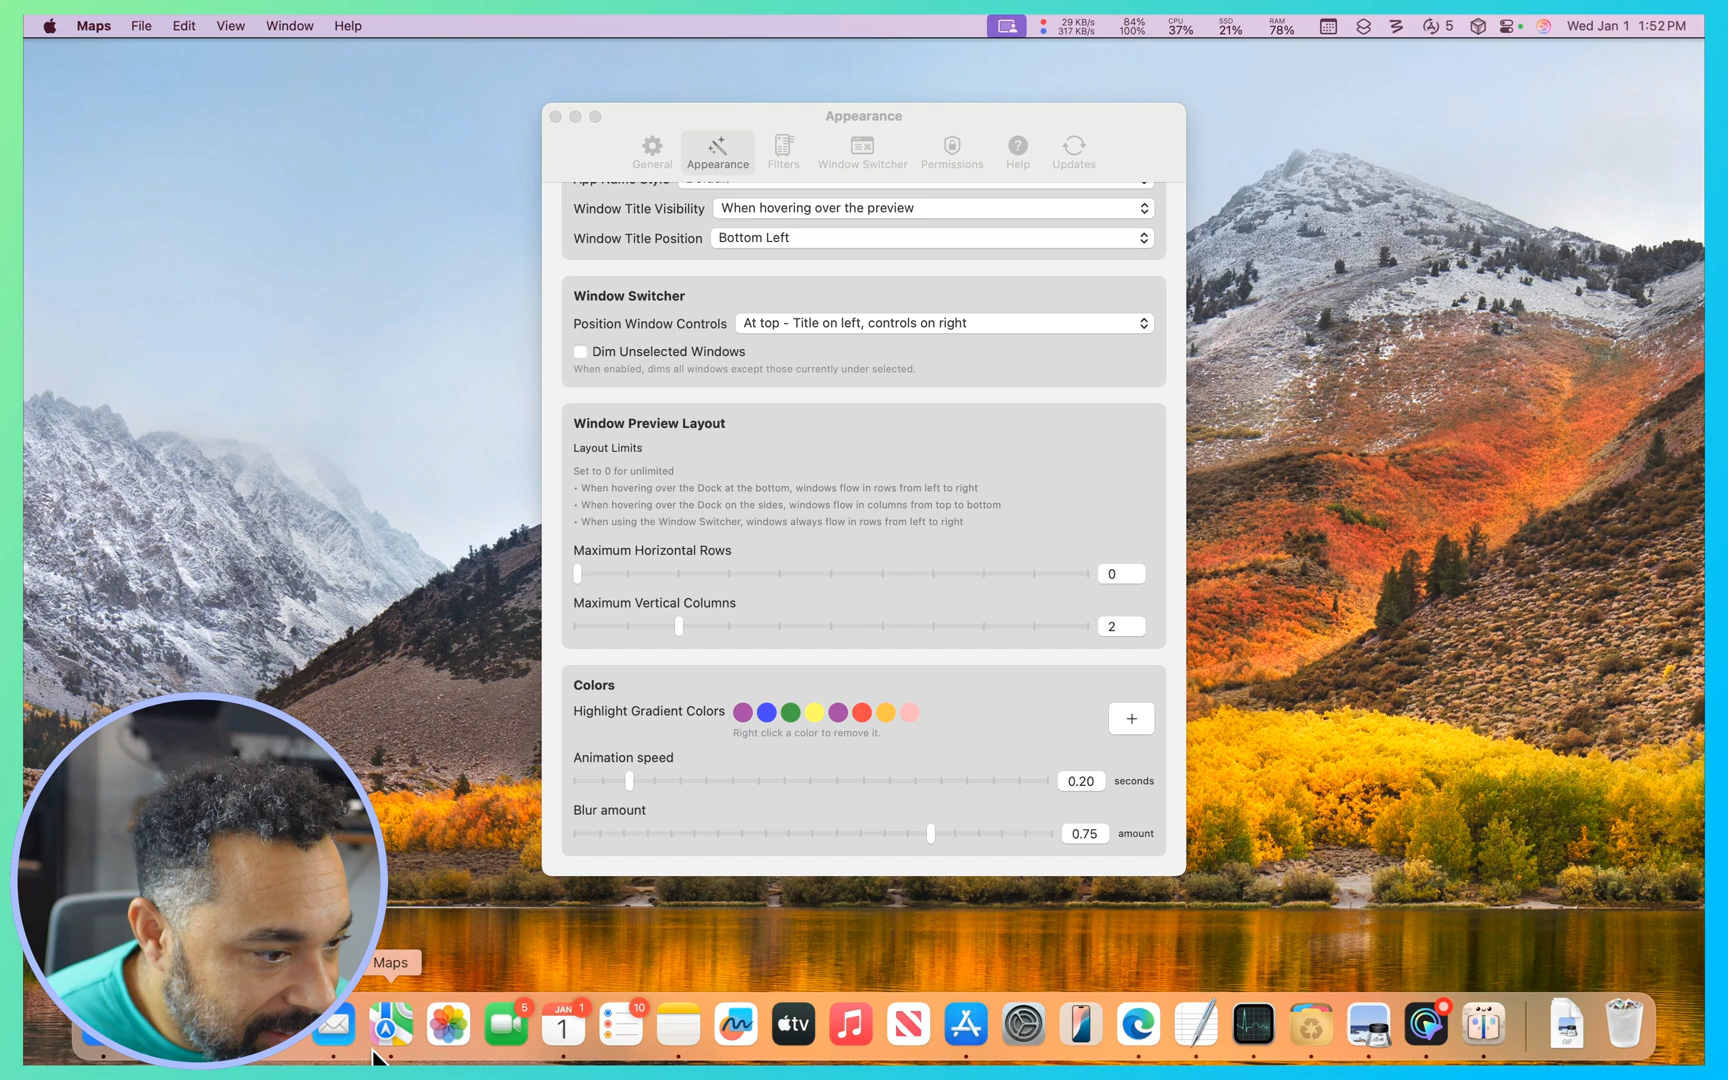 Maps File Edit View Window Help
29 KB/s
317 KB/s
84%
100%
CPU
37%
SSD
21%
RAM
78%
5
Wed Jan 1 1:52 PM
Appearance
General Appearance Filters Window Switcher Permissions Help Updates
App Name Style Default
Window Title Visibility When hovering over the preview
Window Title Position Bottom Left
Window Switcher
Position Window Controls At top - Title on left, controls on right
Dim Unselected Windows
When enabled, dims all windows except those currently under selected.
Window Preview Layout
Layout Limits
Set to 0 for unlimited
• When hovering over the Dock at the bottom, windows flow in rows from left to right
• When hovering over the Dock on the sides, windows flow in columns from top to bottom
• When using the Window Switcher, windows always flow in rows from left to right
Maximum Horizontal Rows
0
Maximum Vertical Columns
2
Colors
Highlight Gradient Colors
Right click a color to remove it.
Animation speed
0.20 seconds
Blur amount
0.75 amount
Maps
5
JAN 1
1
10
tv
GIF